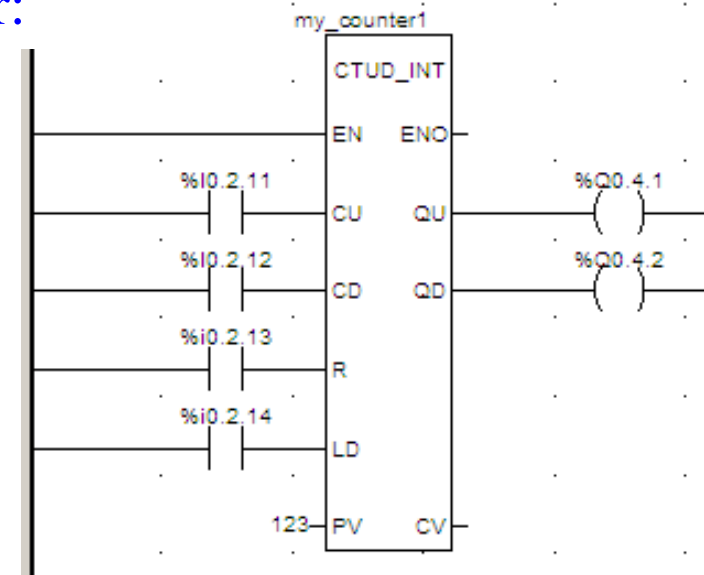 r:
my_counter1
CTUD_INT
EN ENO
%I0.2.11 %Q0.4.1
CU QU
%I0.2.12 %Q0.4.2
CD QD
%i0.2.13
R
%i0.2.14
LD
123 PV CV